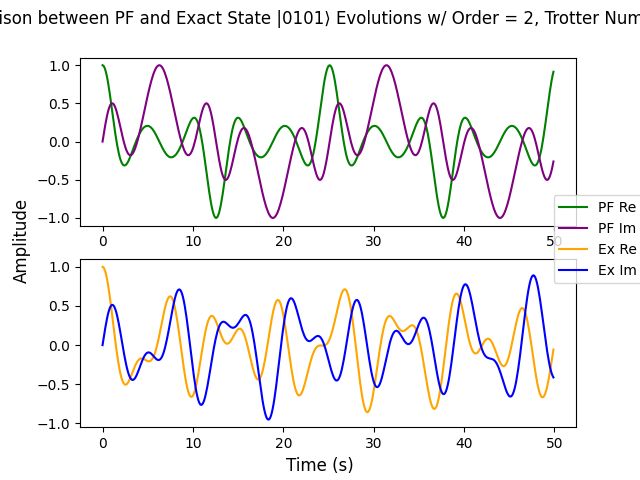 between PF and Exact State |0101⟩ Evolutions w/ Order = 2, Trotter
1.0
0.5
0.0
−0.5
−1.0
0 10 20 30 40 50
PF Re
PF Im
Ex Re
Ex Im
Amplitude
1.0
0.5
0.0
−0.5
−1.0
0 10 20 30 40 50
Time (s)